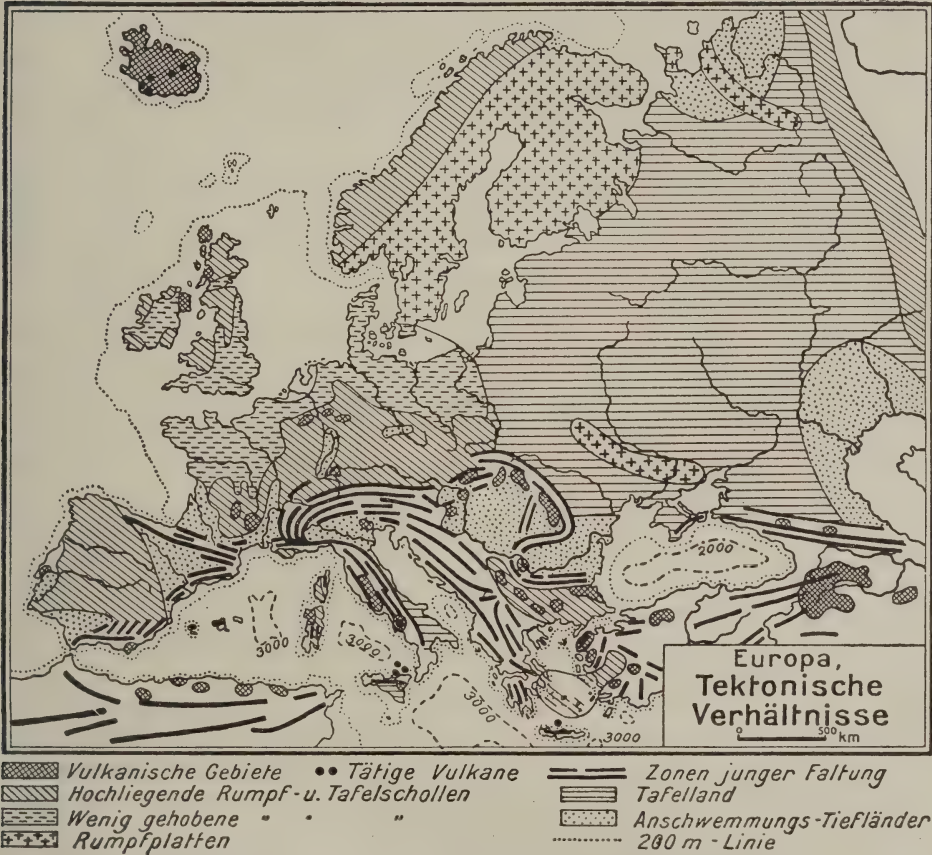 2000
3000
3000
3000
3000
Europa,
Tektonische
Verhältnisse
0 500 km
Vulkanische Gebiete •• Tätige Vulkane Zonen junger Faltung
Hochliegende Rumpf- u. Tafelschollen Tafelland
Wenig gehobene " " " Anschwemmungs-Tiefländer
Rumpfplatten 200 m - Linie